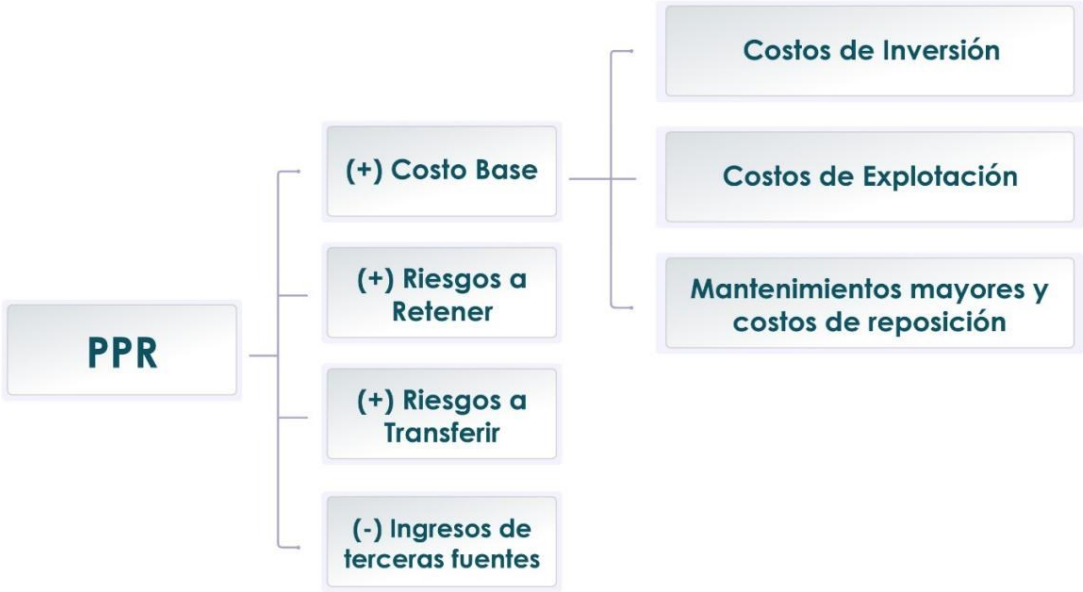 PPR
(+) Costo Base
(+) Riesgos a
Retener
(+) Riesgos a
Transferir
(-) Ingresos de
terceras fuentes
Costos de Inversión
Costos de Explotación
Mantenimientos mayores y
costos de reposición